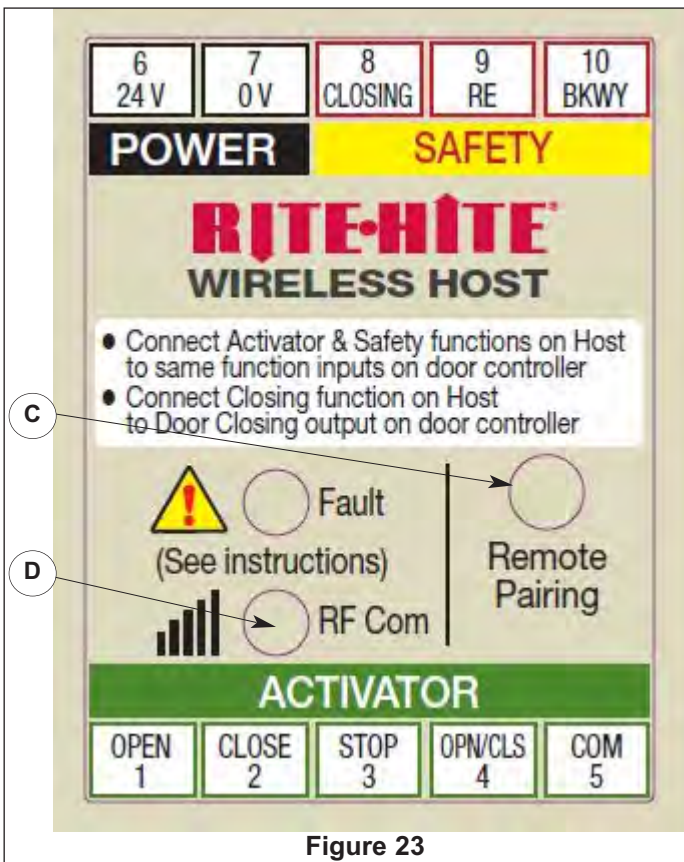 6 7 8 9 10
24 V 0 V CLOSING RE BKWY
POWER SAFETY
RITE•HITE®
WIRELESS HOST
• Connect Activator & Safety functions on Host
to same function inputs on door controller
• Connect Closing function on Host
to Door Closing output on door controller
C
! Fault
(See instructions)
Remote
Pairing
D
RF Com
ACTIVATOR
OPEN CLOSE STOP OPN/CLS COM
1 2 3 4 5
Figure 23